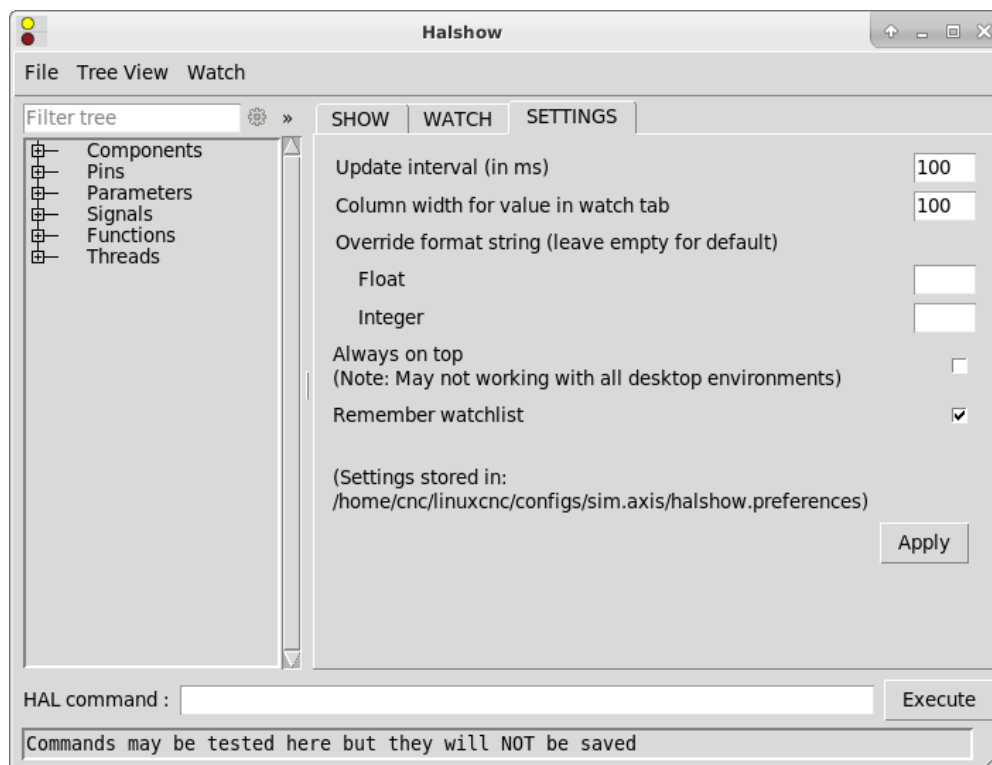 Halshow
File Tree View Watch
Filter tree »
Components
Pins
Parameters
Signals
Functions
Threads
SHOW WATCH SETTINGS
Update interval (in ms) 100
Column width for value in watch tab 100
Override format string (leave empty for default)
Float
Integer
Always on top
(Note: May not working with all desktop environments)
Remember watchlist
(Settings stored in:
/home/cnc/linuxcnc/configs/sim.axis/halshow.preferences)
Apply
HAL command : Execute
Commands may be tested here but they will NOT be saved